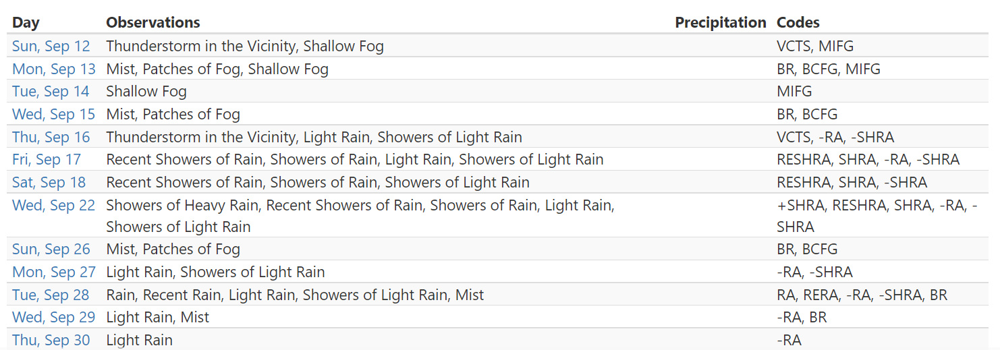 Day Observations Precipitation Codes
Sun, Sep 12 Thunderstorm in the Vicinity, Shallow Fog VCTS, MIFG
Mon, Sep 13 Mist, Patches of Fog, Shallow Fog BR, BCFG, MIFG
Tue, Sep 14 Shallow Fog MIFG
Wed, Sep 15 Mist, Patches of Fog BR, BCFG
Thu, Sep 16 Thunderstorm in the Vicinity, Light Rain, Showers of Light Rain VCTS, -RA, -SHRA
Fri, Sep 17 Recent Showers of Rain, Showers of Rain, Light Rain, Showers of Light Rain RESHRA, SHRA, -RA, -SHRA
Sat, Sep 18 Recent Showers of Rain, Showers of Rain, Showers of Light Rain RESHRA, SHRA, -SHRA
Wed, Sep 22 Showers of Heavy Rain, Recent Showers of Rain, Showers of Rain, Light Rain, +SHRA, RESHRA, SHRA, -RA, -
Showers of Light Rain SHRA
Sun, Sep 26 Mist, Patches of Fog BR, BCFG
Mon, Sep 27 Light Rain, Showers of Light Rain -RA, -SHRA
Tue, Sep 28 Rain, Recent Rain, Light Rain, Showers of Light Rain, Mist RA, RERA, -RA, -SHRA, BR
Wed, Sep 29 Light Rain, Mist -RA, BR
Thu, Sep 30 Light Rain -RA